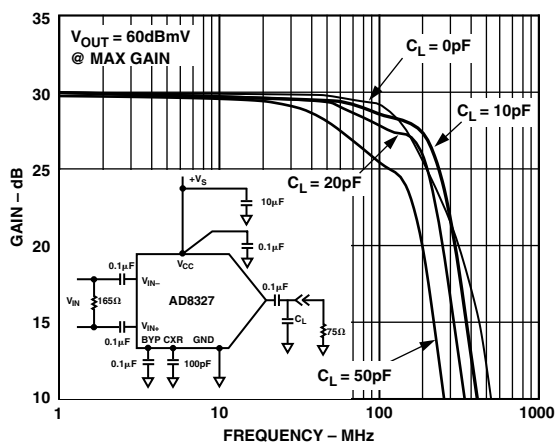 V_OUT = 60dBmV
@ MAX GAIN
C_L = 0pF
C_L = 10pF
C_L = 20pF
C_L = 50pF
GAIN – dB
35
30
25
20
15
10
+V_S
10μF
0.1μF
V_CC
0.1μF
V_IN–
V_IN
165Ω
AD8327
0.1μF
C_L
75Ω
V_IN+
0.1μF
BYP CXR GND
0.1μF
100pF
1
10
100
1000
FREQUENCY – MHz